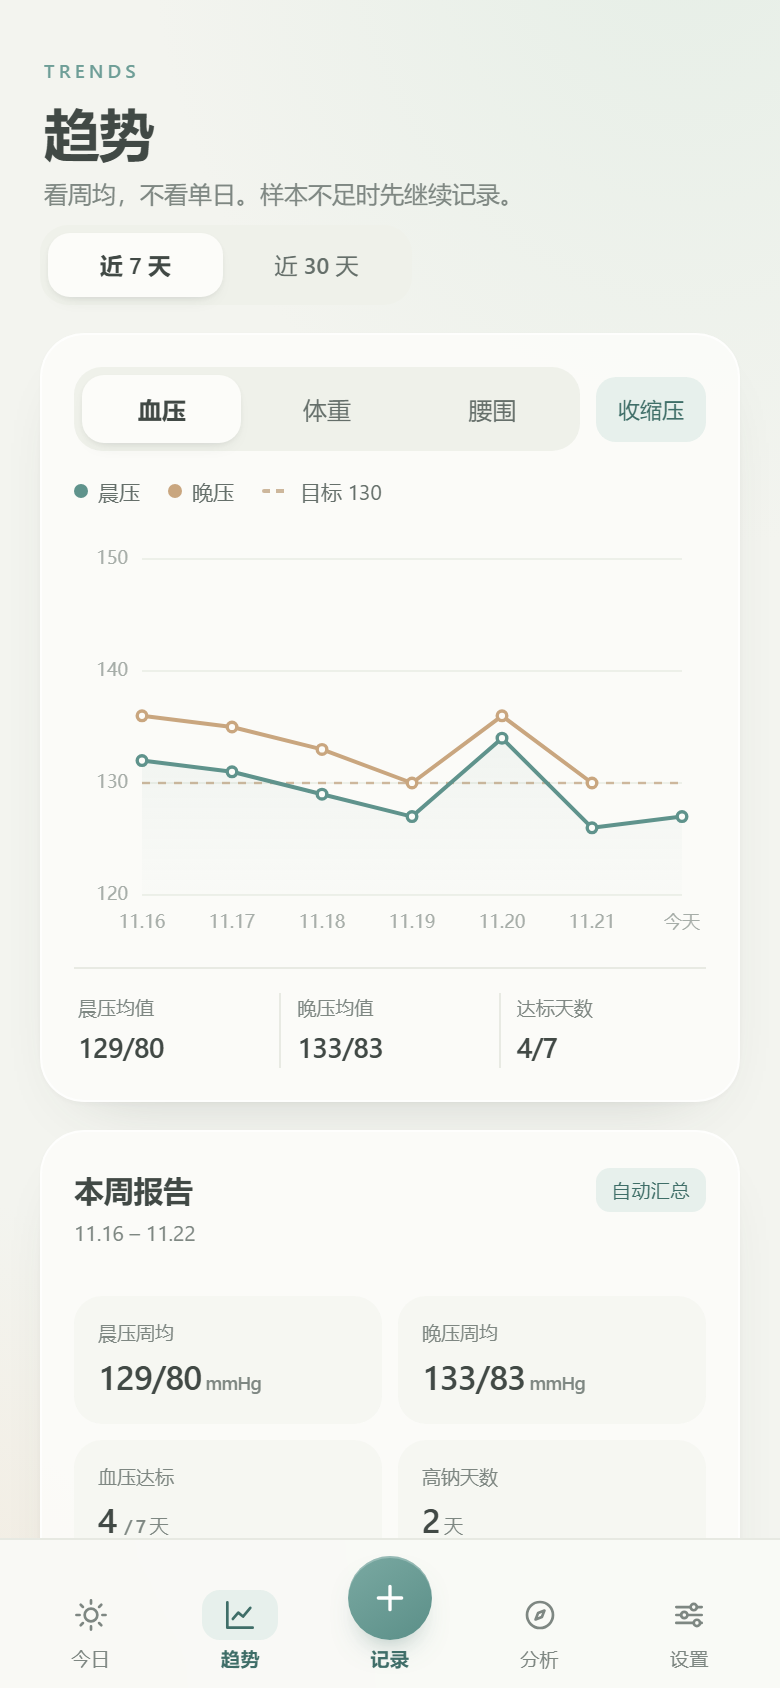 TRENDS
趋势
看周均，不看单日。样本不足时先继续记录。
近 7 天 近 30 天
血压 体重 腰围 收缩压
晨压 晚压 目标 130
150
140
130
120
11.16 11.17 11.18 11.19 11.20 11.21 今天
晨压均值 晚压均值 达标天数
129/80 133/83 4/7
本周报告 自动汇总
11.16 – 11.22
晨压周均 晚压周均
129/80 mmHg 133/83 mmHg
血压达标 高钠天数
4 / 7 天 2 天
今日 趋势 记录 分析 设置